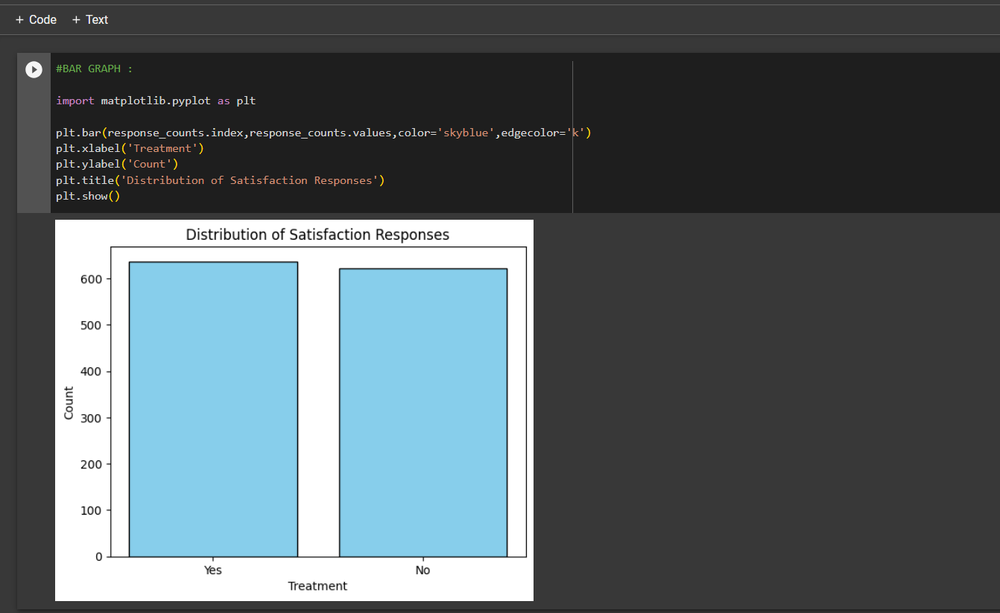 + Code + Text
#BAR GRAPH :
import matplotlib.pyplot as plt
plt.bar(response_counts.index,response_counts.values,color='skyblue',edgecolor='k')
plt.xlabel('Treatment')
plt.ylabel('Count')
plt.title('Distribution of Satisfaction Responses')
plt.show()
Distribution of Satisfaction Responses
600
500
400
300
200
100
0
Count
Yes No
Treatment